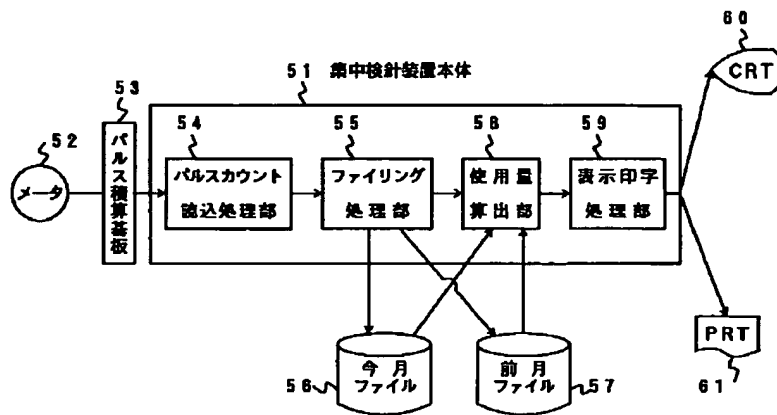 60
CRT
51 集中検針装置本体
53
パルス積算基板
52
メータ
54
パルスカウント
読込処理部
55
ファイリング
処理部
58
使用量
算出部
59
表示印字
処理部
今月
ファイル
56
前月
ファイル
57
PRT
61